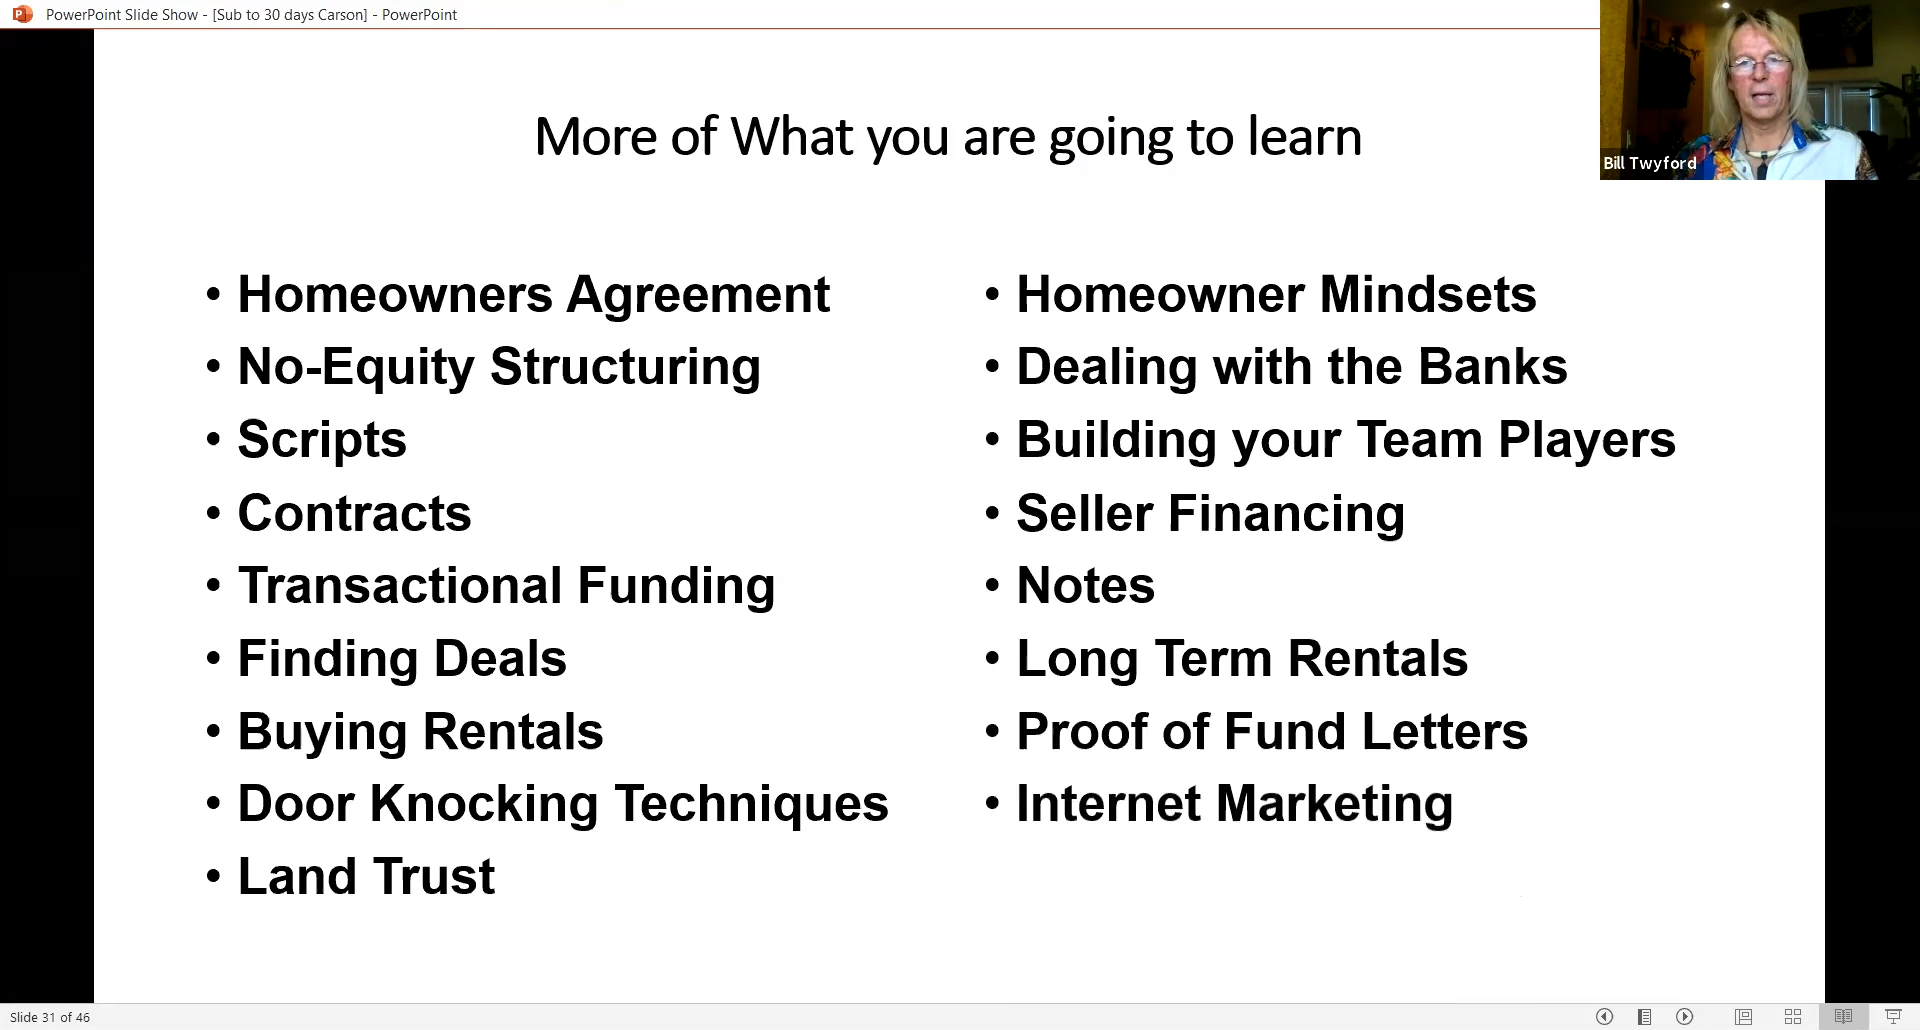 PowerPoint Slide Show - [Sub to 30 days Carson] - PowerPoint
Bill Twyford
More of What you are going to learn
• Homeowners Agreement
• No-Equity Structuring
• Scripts
• Contracts
• Transactional Funding
• Finding Deals
• Buying Rentals
• Door Knocking Techniques
• Land Trust
• Homeowner Mindsets
• Dealing with the Banks
• Building your Team Players
• Seller Financing
• Notes
• Long Term Rentals
• Proof of Fund Letters
• Internet Marketing
Slide 31 of 46